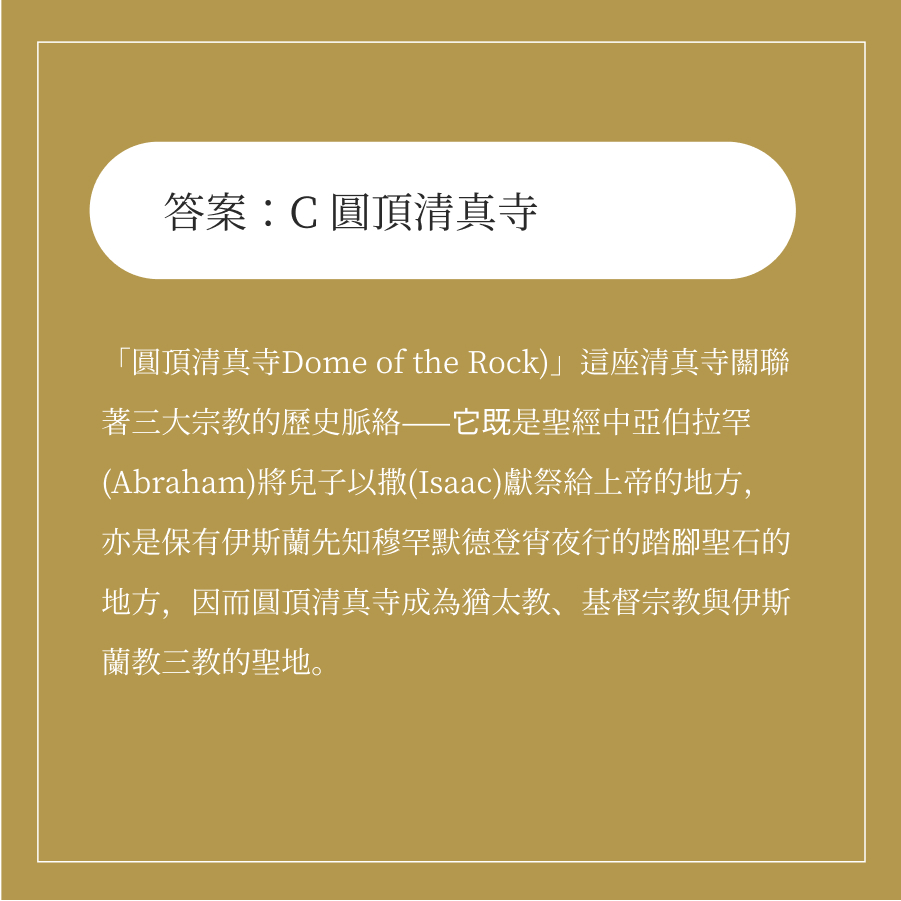 答案：C 圓頂清真寺
「圓頂清真寺Dome of the Rock)」這座清真寺關聯
著三大宗教的歷史脈絡——它既是聖經中亞伯拉罕
(Abraham)將兒子以撒(Isaac)獻祭給上帝的地方，
亦是保有伊斯蘭先知穆罕默德登宵夜行的踏腳聖石的
地方，因而圓頂清真寺成為猶太教、基督宗教與伊斯
蘭教三教的聖地。